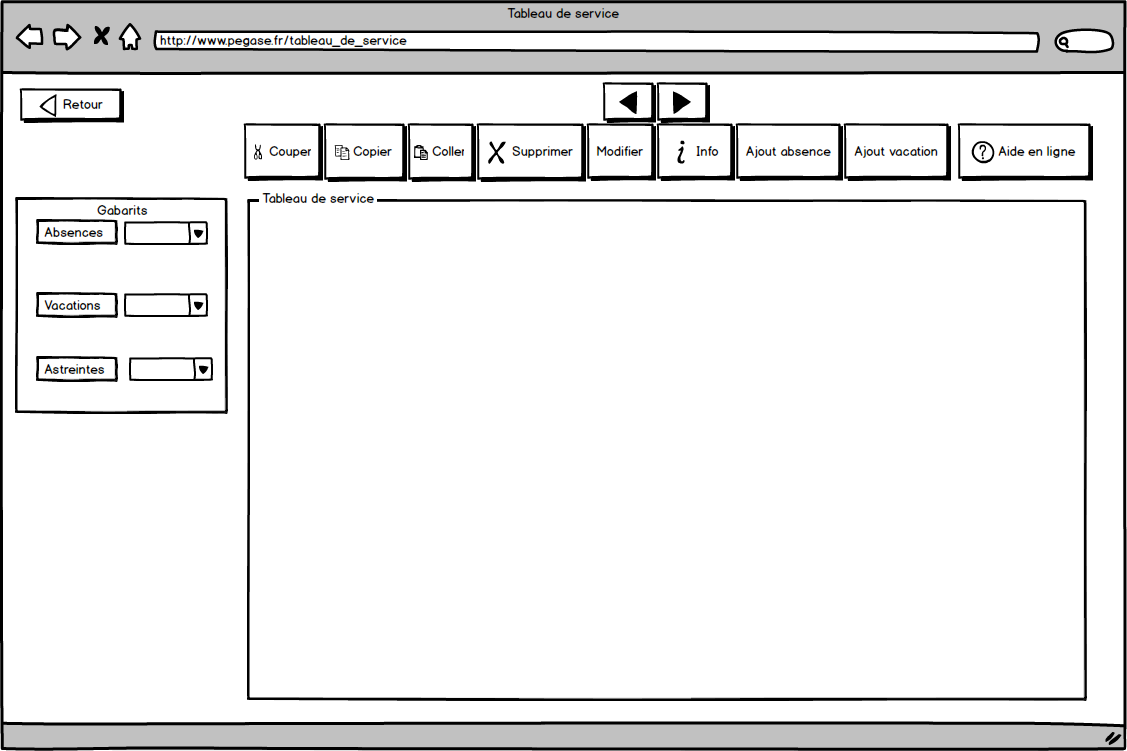 Tableau de service
http://www.pegase.fr/tableau_de_service
Retour
Couper
Copier
Coller
Supprimer
Modifier
Info
Ajout absence
Ajout vacation
Aide en ligne
Gabarits
Absences
Vacations
Astreintes
Tableau de service